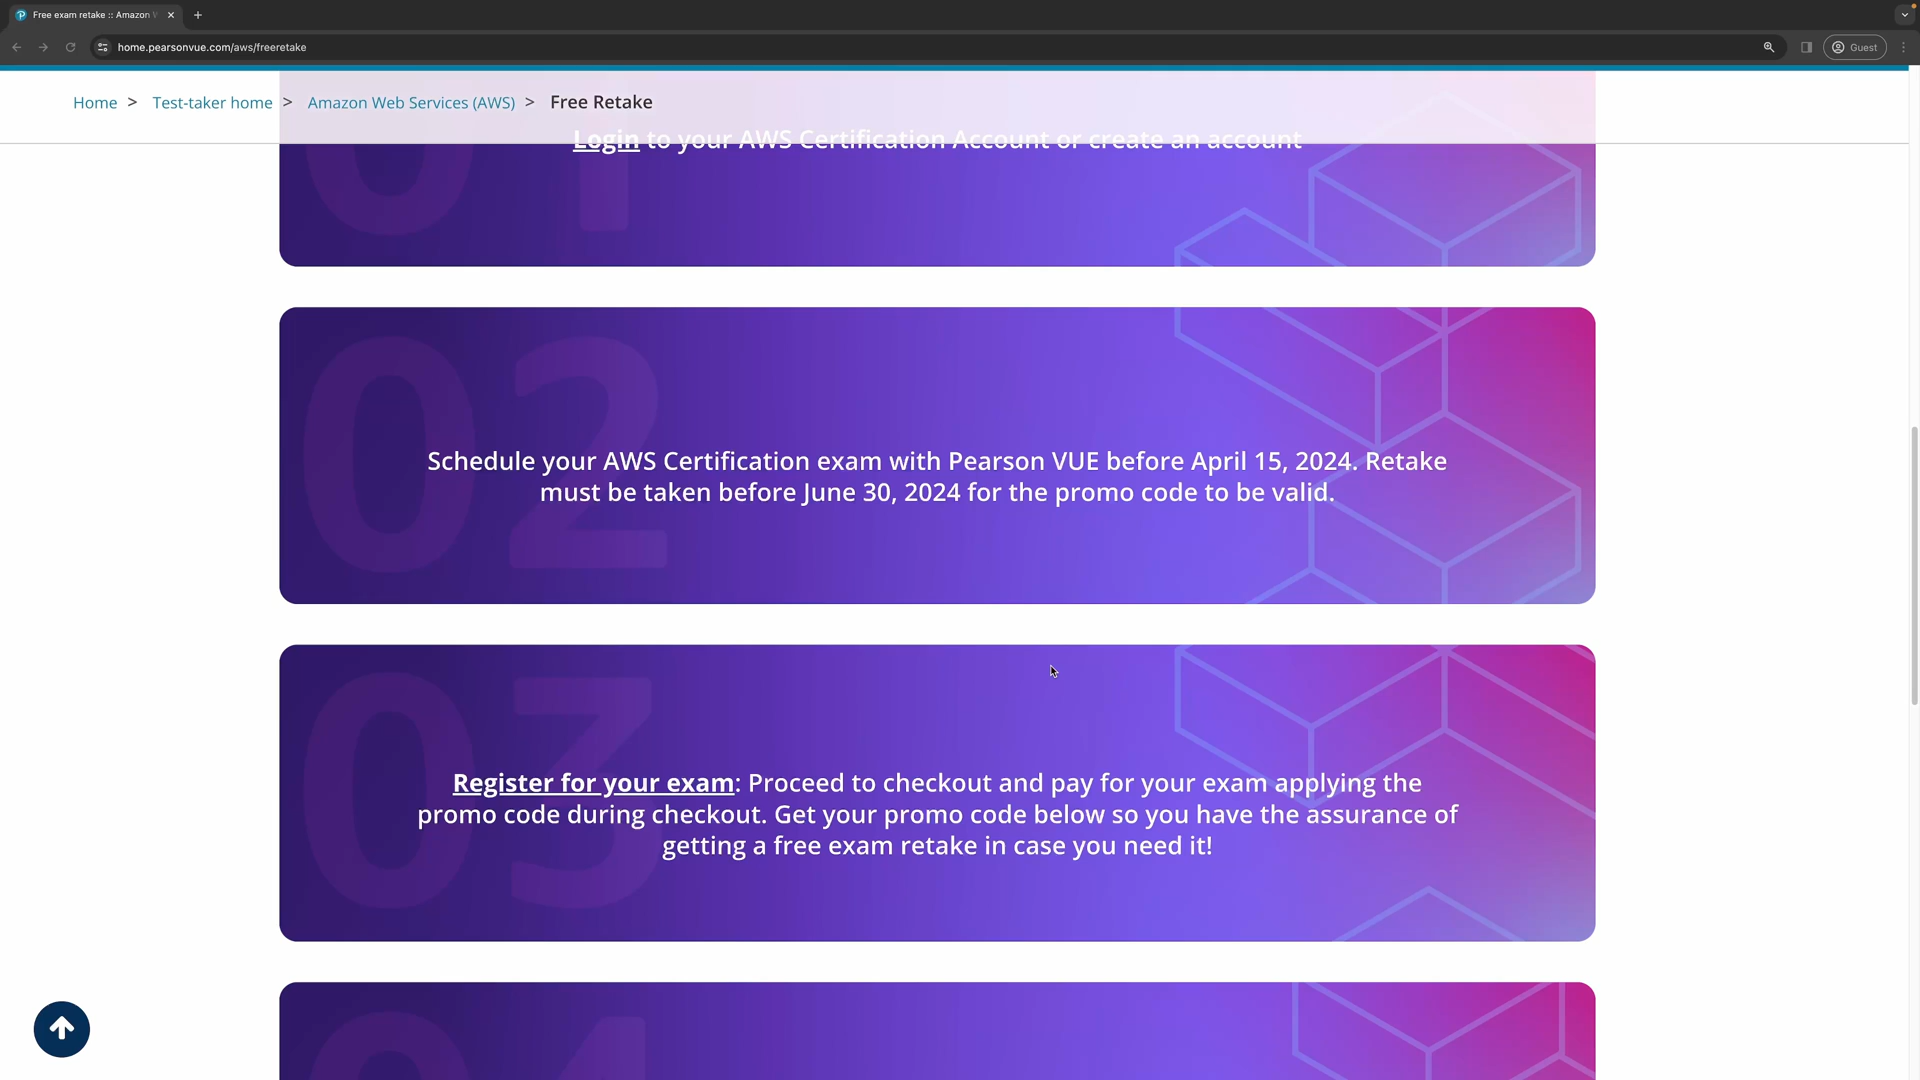 Free exam retake :: Amazon W
home.pearsonvue.com/aws/freeretake
Guest
Home > Test-taker home > Amazon Web Services (AWS) > Free Retake
01
Login to your AWS Certification Account or create an account
02
Schedule your AWS Certification exam with Pearson VUE before April 15, 2024. Retake
must be taken before June 30, 2024 for the promo code to be valid.
03
Register for your exam: Proceed to checkout and pay for your exam applying the
promo code during checkout. Get your promo code below so you have the assurance of
getting a free exam retake in case you need it!
04